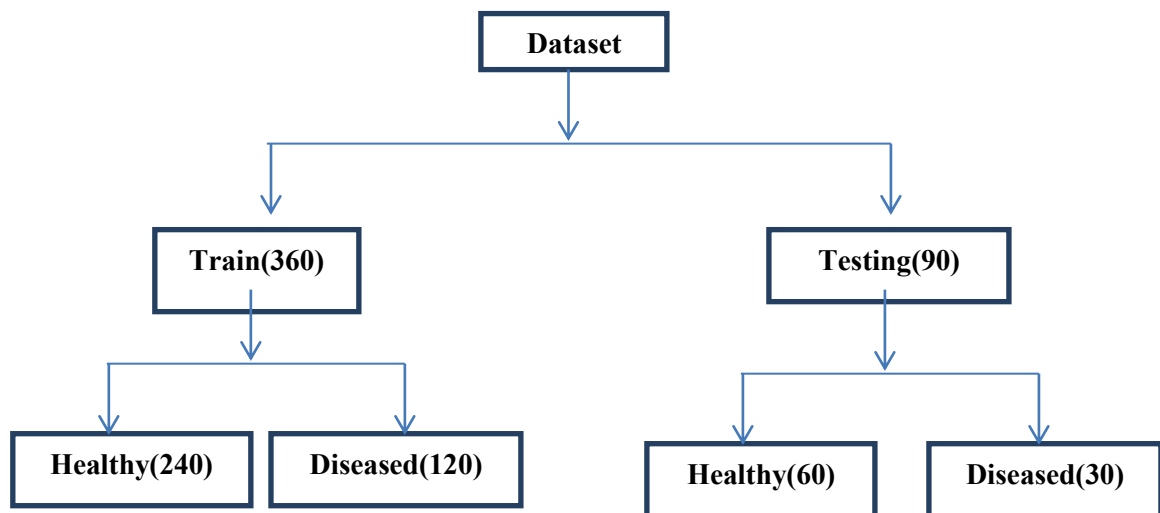 Dataset
Train(360)
Testing(90)
Healthy(240)
Diseased(120)
Healthy(60)
Diseased(30)